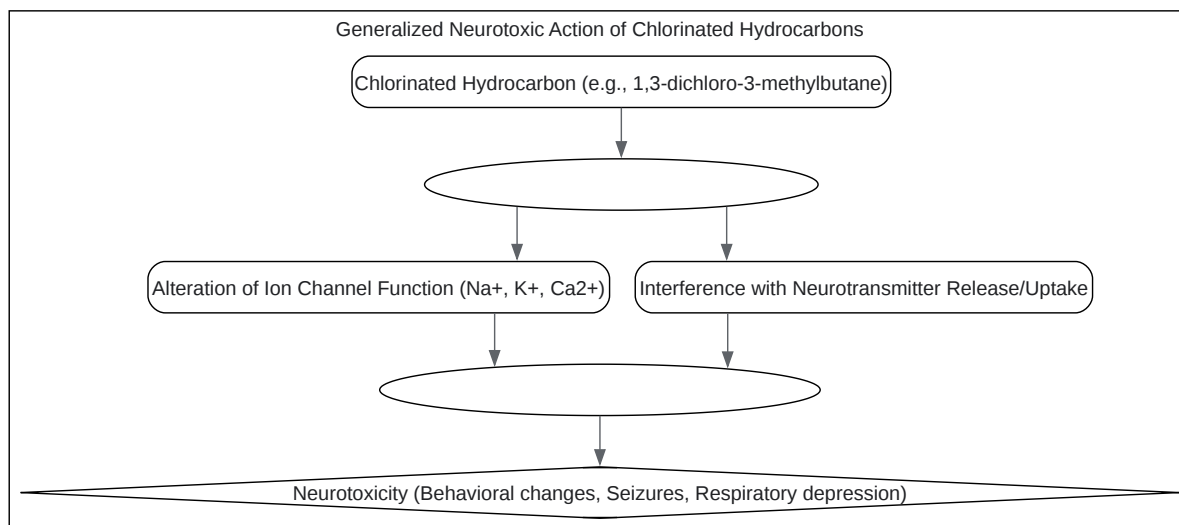 Generalized Neurotoxic Action of Chlorinated Hydrocarbons
Chlorinated Hydrocarbon (e.g., 1,3-dichloro-3-methylbutane)
Alteration of Ion Channel Function (Na+, K+, Ca2+)
Interference with Neurotransmitter Release/Uptake
Neurotoxicity (Behavioral changes, Seizures, Respiratory depression)